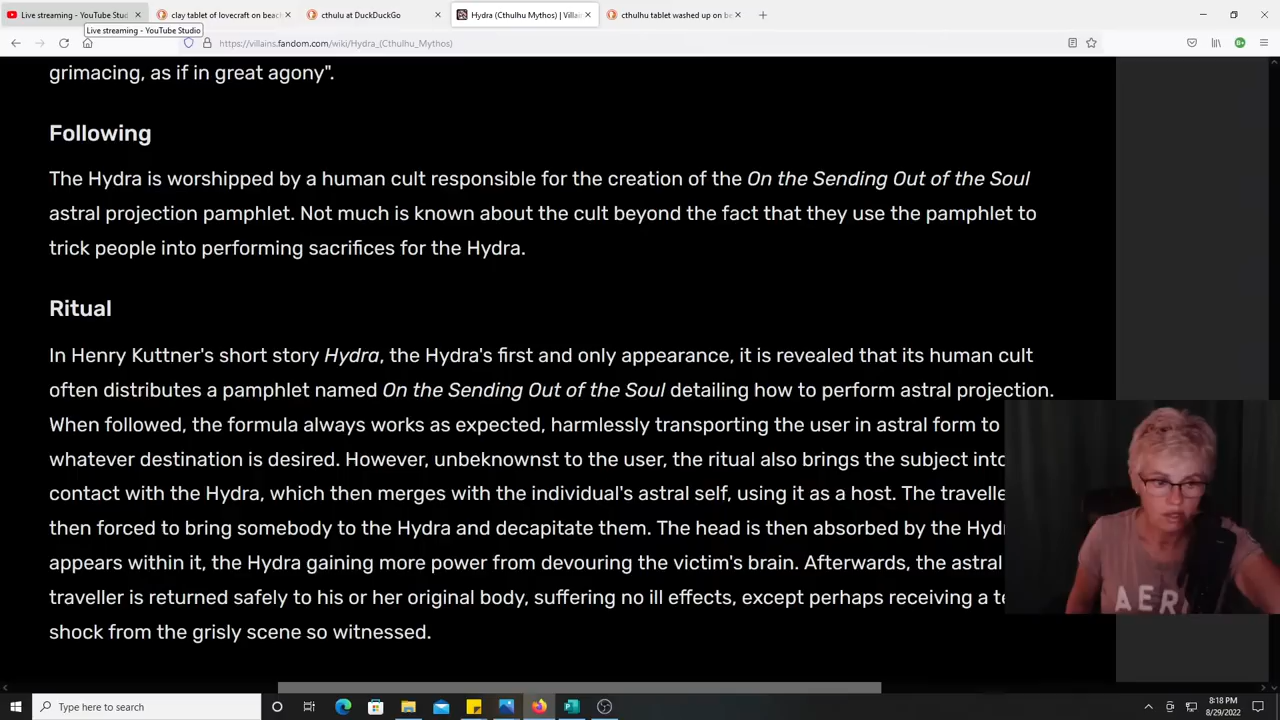 Live streaming - YouTube Stud
clay tablet of lovecraft on beach
cthulu at DuckDuckGo
Hydra (Cthulhu Mythos) | Villain
cthulhu tablet washed up on be
Live streaming - YouTube Studio
https://villains.fandom.com/wiki/Hydra_(Cthulhu_Mythos)
grimacing, as if in great agony".
Following
The Hydra is worshipped by a human cult responsible for the creation of the On the Sending Out of the Soul
astral projection pamphlet. Not much is known about the cult beyond the fact that they use the pamphlet to
trick people into performing sacrifices for the Hydra.
Ritual
In Henry Kuttner's short story Hydra, the Hydra's first and only appearance, it is revealed that its human cult
often distributes a pamphlet named On the Sending Out of the Soul detailing how to perform astral projection.
When followed, the formula always works as expected, harmlessly transporting the user in astral form to
whatever destination is desired. However, unbeknownst to the user, the ritual also brings the subject into
contact with the Hydra, which then merges with the individual's astral self, using it as a host. The travelle
then forced to bring somebody to the Hydra and decapitate them. The head is then absorbed by the Hyd
appears within it, the Hydra gaining more power from devouring the victim's brain. Afterwards, the astral
traveller is returned safely to his or her original body, suffering no ill effects, except perhaps receiving a te
shock from the grisly scene so witnessed.
AERO
Type here to search
8:18 PM
8/29/2022